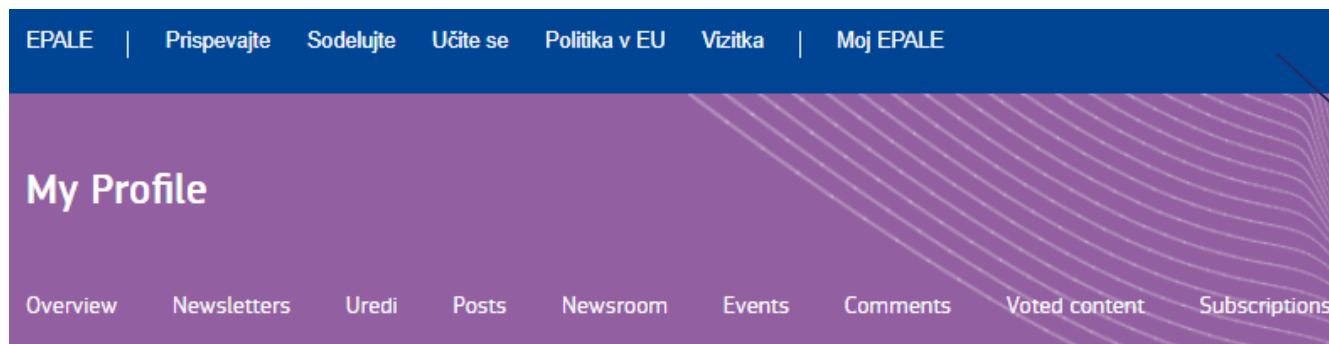 EPALE | Prispevajte Sodelujte Učite se Politika v EU Vizitka | Moj EPALE
My Profile
Overview Newsletters Uredi Posts Newsroom Events Comments Voted content Subscriptions